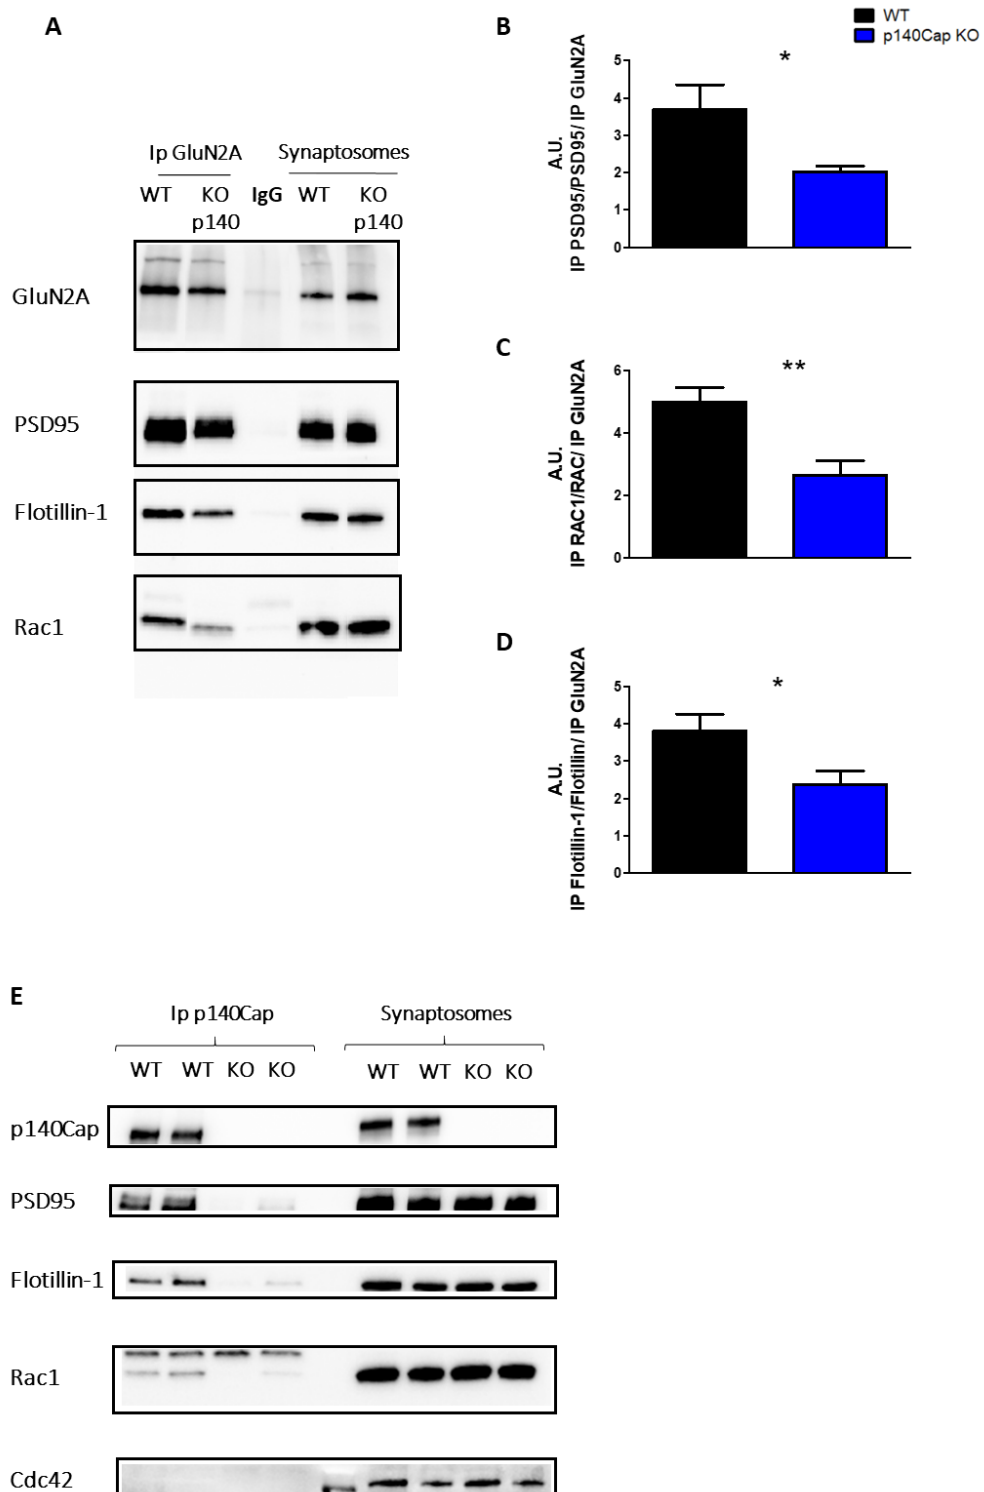 A
Ip GluN2A
Synaptosomes
WT
KO
p140
IgG
WT
KO
p140
GluN2A
PSD95
Flotillin-1
Rac1
WT
p140Cap KO
B
A.U.
IP PSD95/PSD95/ IP GluN2A
5
4
3
2
1
0
*
C
A.U.
IP RAC1/RAC/ IP GluN2A
6
4
2
0
**
D
A.U.
IP Flotillin-1/Flotillin/ IP GluN2A
5
4
3
2
1
0
*
E
Ip p140Cap
Synaptosomes
WT WT KO KO
WT WT KO KO
p140Cap
PSD95
Flotillin-1
Rac1
Cdc42